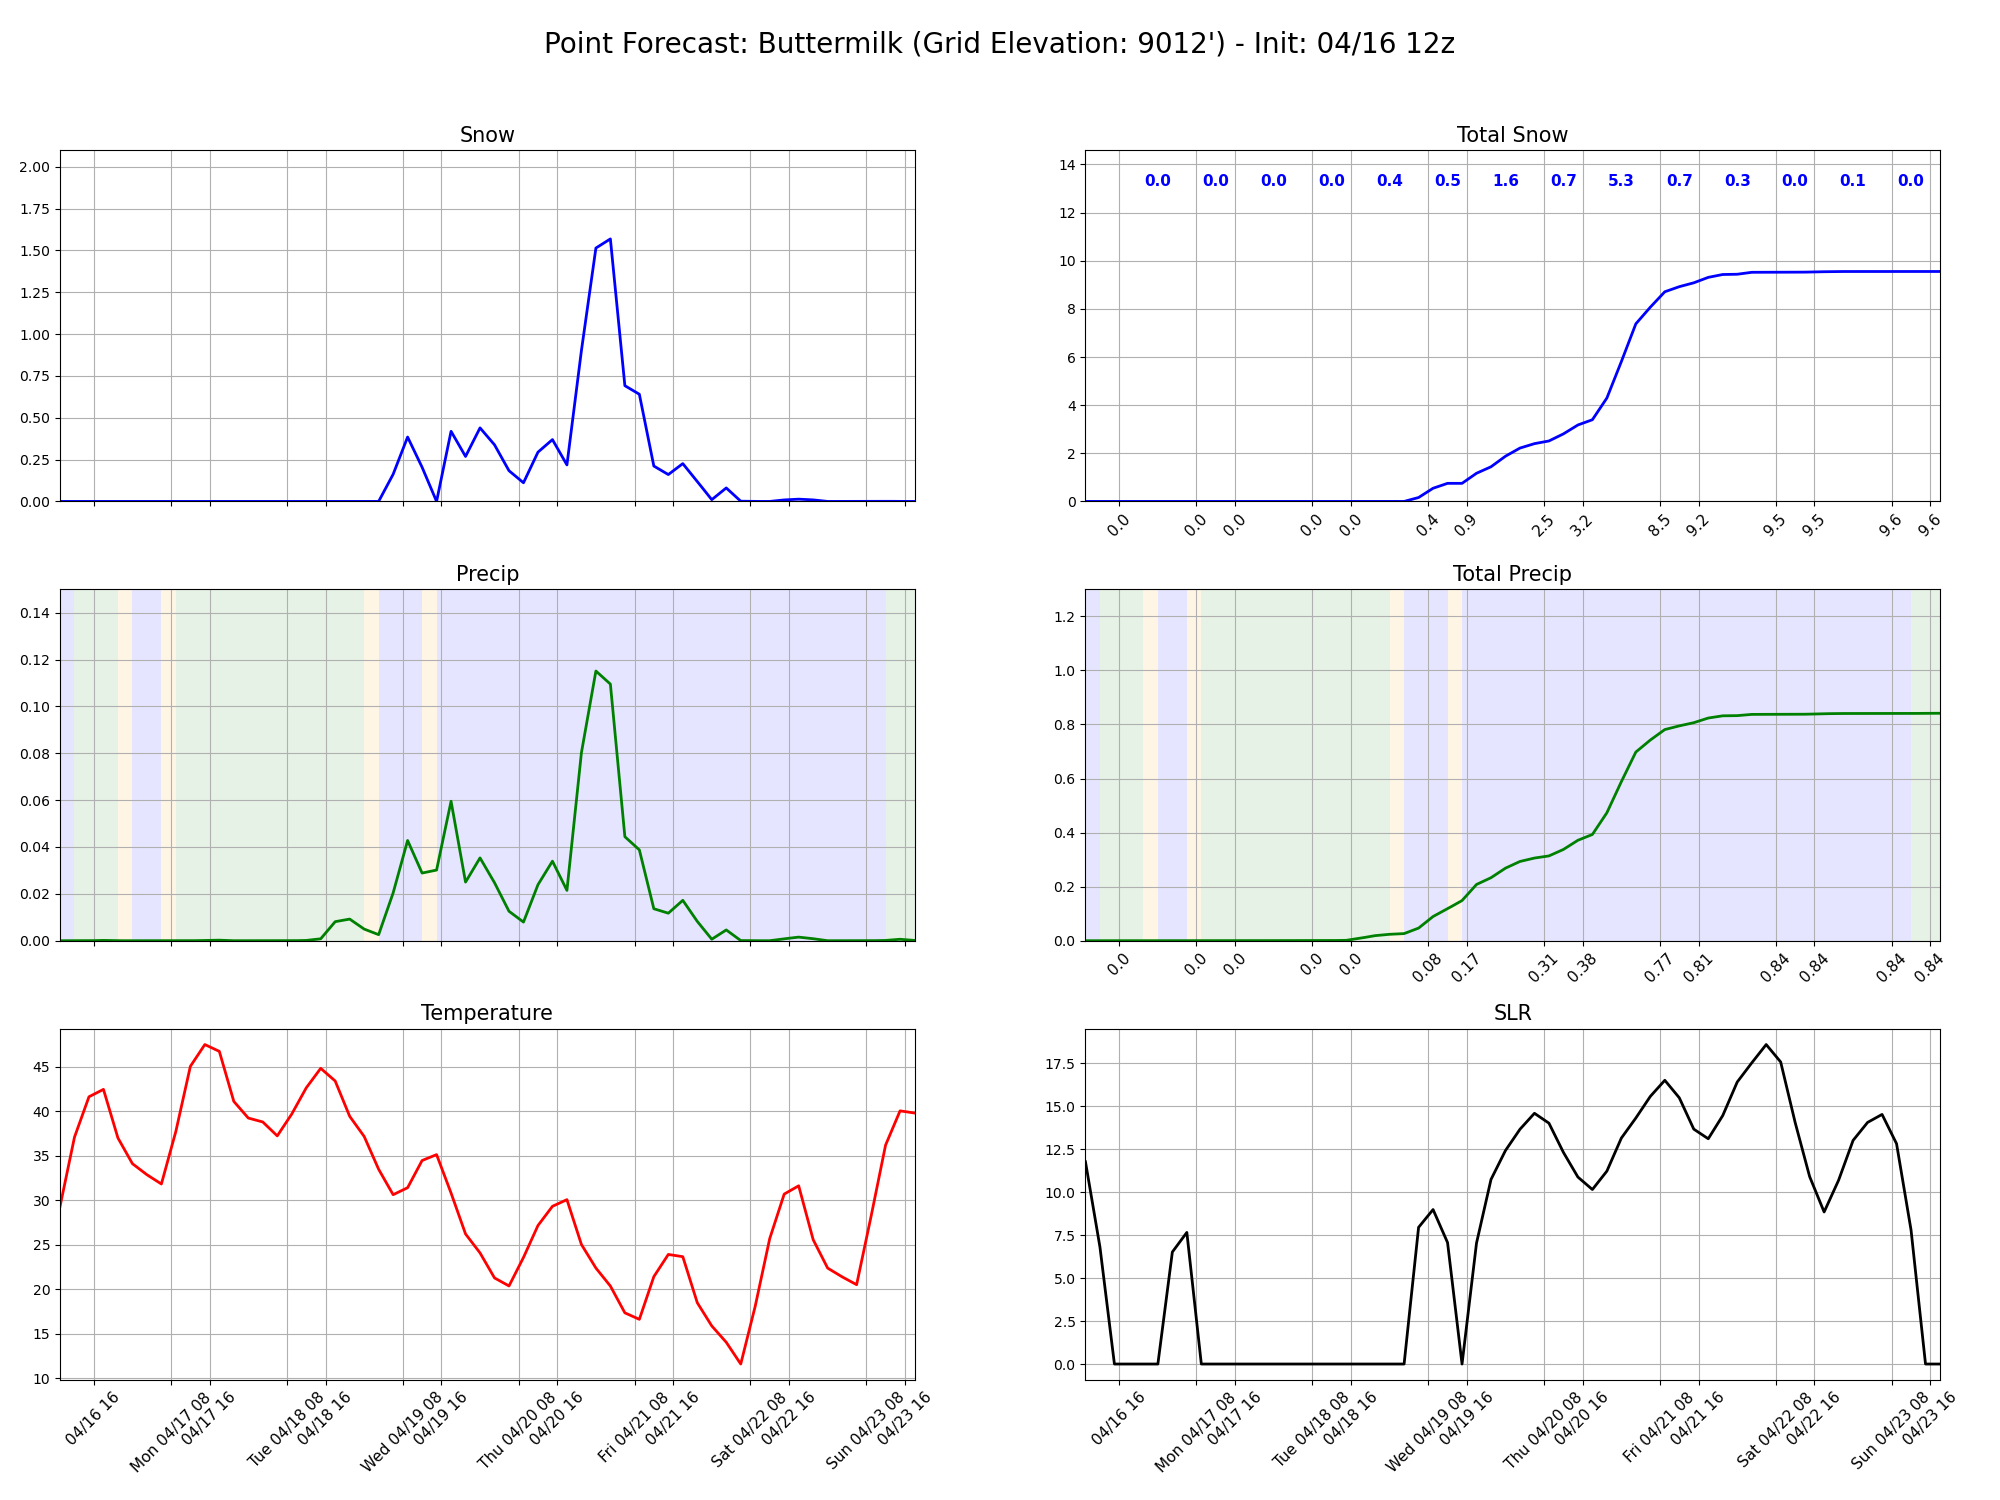 Point Forecast: Buttermilk (Grid Elevation: 9012') - Init: 04/16 12z
Snow
2.00
1.75
1.50
1.25
1.00
0.75
0.50
0.25
0.00
Total Snow
14
12
10
8
6
4
2
0
0.0 0.0 0.0 0.0 0.4 0.5 1.6 0.7 5.3 0.7 0.3 0.0 0.1 0.0
0.0 0.0 0.0 0.0 0.0 0.4 0.9 2.5 3.2 8.5 9.2 9.5 9.5 9.6 9.6
Precip
0.14
0.12
0.10
0.08
0.06
0.04
0.02
0.00
Total Precip
1.2
1.0
0.8
0.6
0.4
0.2
0.0
0.0 0.0 0.0 0.0 0.0 0.08 0.17 0.31 0.38 0.77 0.81 0.84 0.84 0.84 0.84
Temperature
45
40
35
30
25
20
15
10
04/16 16
Mon 04/17 08
04/17 16
Tue 04/18 08
04/18 16
Wed 04/19 08
04/19 16
Thu 04/20 08
04/20 16
Fri 04/21 08
04/21 16
Sat 04/22 08
04/22 16
Sun 04/23 08
04/23 16
SLR
17.5
15.0
12.5
10.0
7.5
5.0
2.5
0.0
04/16 16
Mon 04/17 08
04/17 16
Tue 04/18 08
04/18 16
Wed 04/19 08
04/19 16
Thu 04/20 08
04/20 16
Fri 04/21 08
04/21 16
Sat 04/22 08
04/22 16
Sun 04/23 08
04/23 16